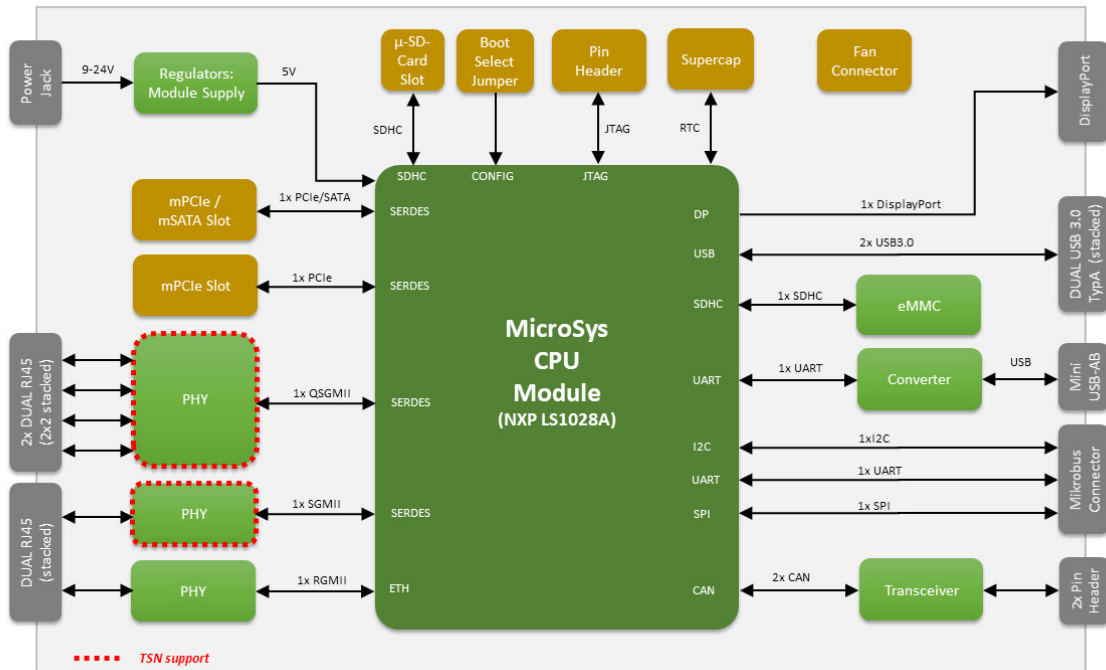 Power
Jack
9-24V
Regulators:
Module Supply
5V
µ-SD-
Card
Slot
Boot
Select
Jumper
Pin
Header
Supercap
Fan
Connector
DisplayPort
SDHC
JTAG
RTC
SDHC
CONFIG
JTAG
mPCIe /
mSATA Slot
1x PCIe/SATA
SERDES
DP
1x DisplayPort
USB
2x USB3.0
DUAL USB 3.0
TypA (stacked)
mPCIe Slot
1x PCIe
SERDES
SDHC
1x SDHC
eMMC
MicroSys
CPU
Module
(NXP LS1028A)
2x DUAL RJ45
(2x2 stacked)
PHY
1x QSGMII
SERDES
UART
1x UART
Converter
USB
Mini
USB-AB
I2C
1xI2C
UART
1x UART
SPI
1x SPI
Mikrobus
Connector
DUAL RJ45
(stacked)
PHY
1x SGMII
SERDES
PHY
1x RGMII
ETH
CAN
2x CAN
Transceiver
2x Pin
Header
TSN support